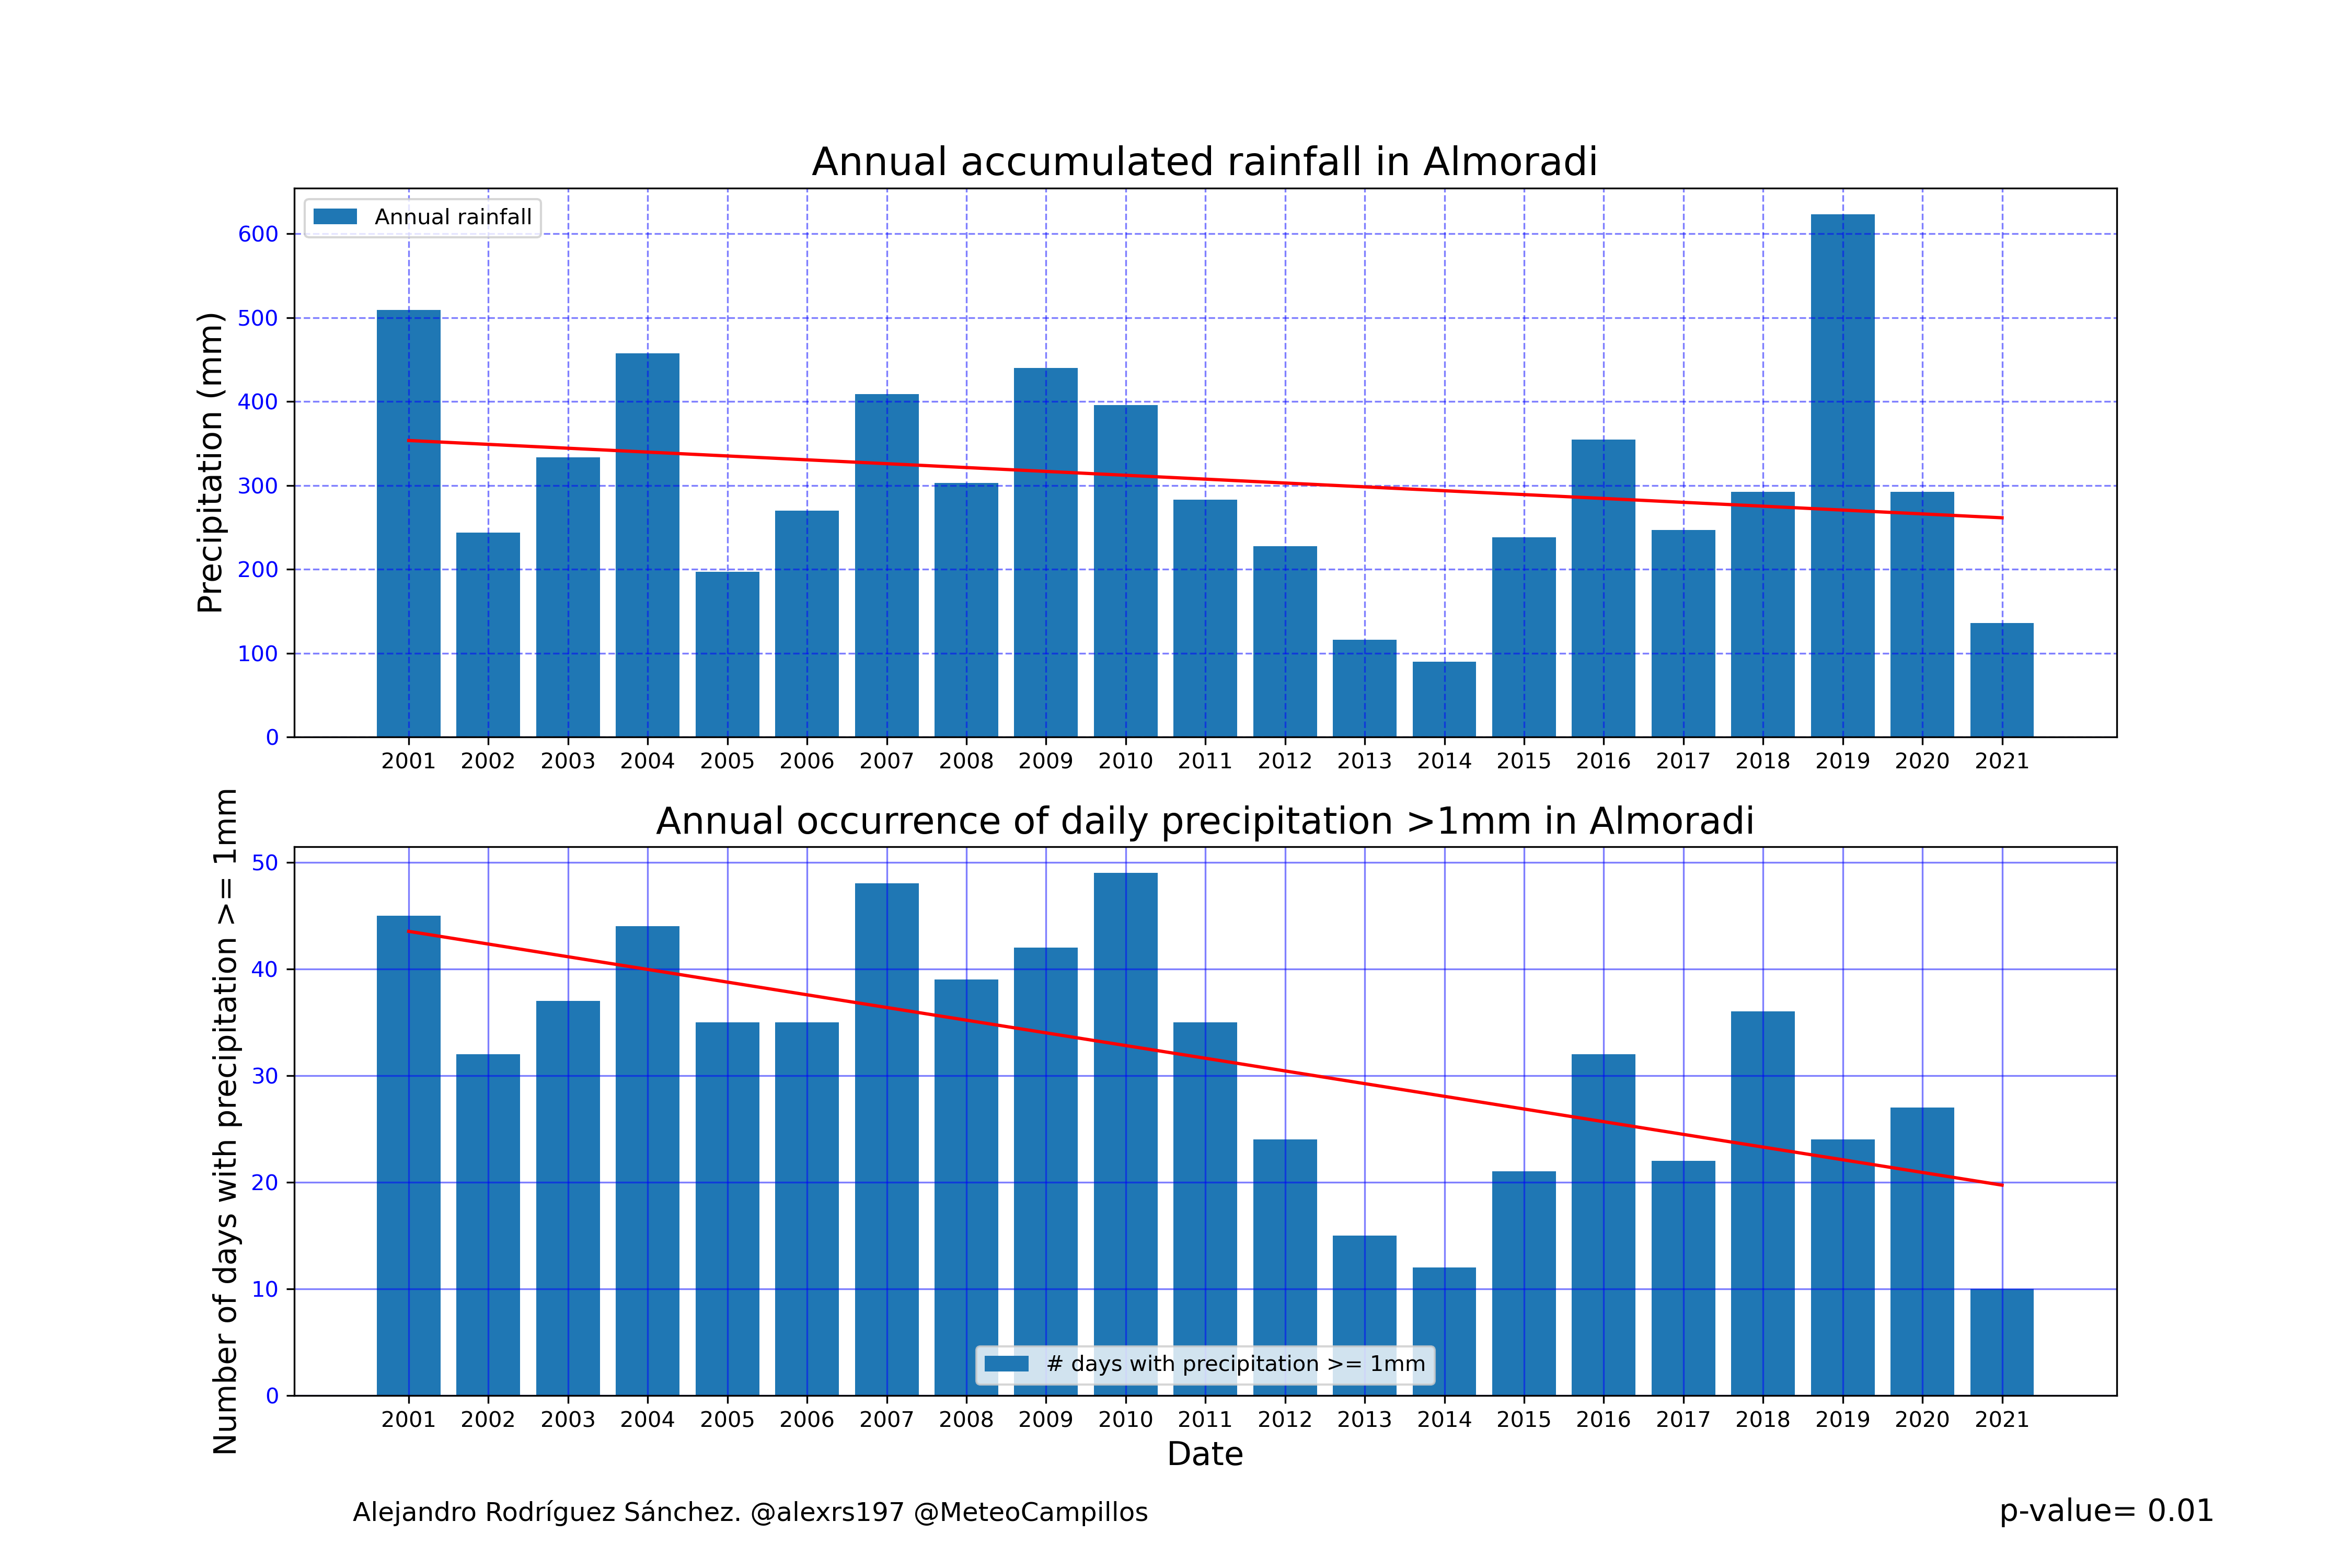 Annual accumulated rainfall in Almoradi
Annual rainfall
Precipitation (mm)
600
500
400
300
200
100
0
2001 2002 2003 2004 2005 2006 2007 2008 2009 2010 2011 2012 2013 2014 2015 2016 2017 2018 2019 2020 2021
Annual occurrence of daily precipitation >1mm in Almoradi
Number of days with precipitation >= 1mm
50
40
30
20
10
0
# days with precipitation >= 1mm
2001 2002 2003 2004 2005 2006 2007 2008 2009 2010 2011 2012 2013 2014 2015 2016 2017 2018 2019 2020 2021
Date
Alejandro Rodríguez Sánchez. @alexrs197 @MeteoCampillos
p-value= 0.01